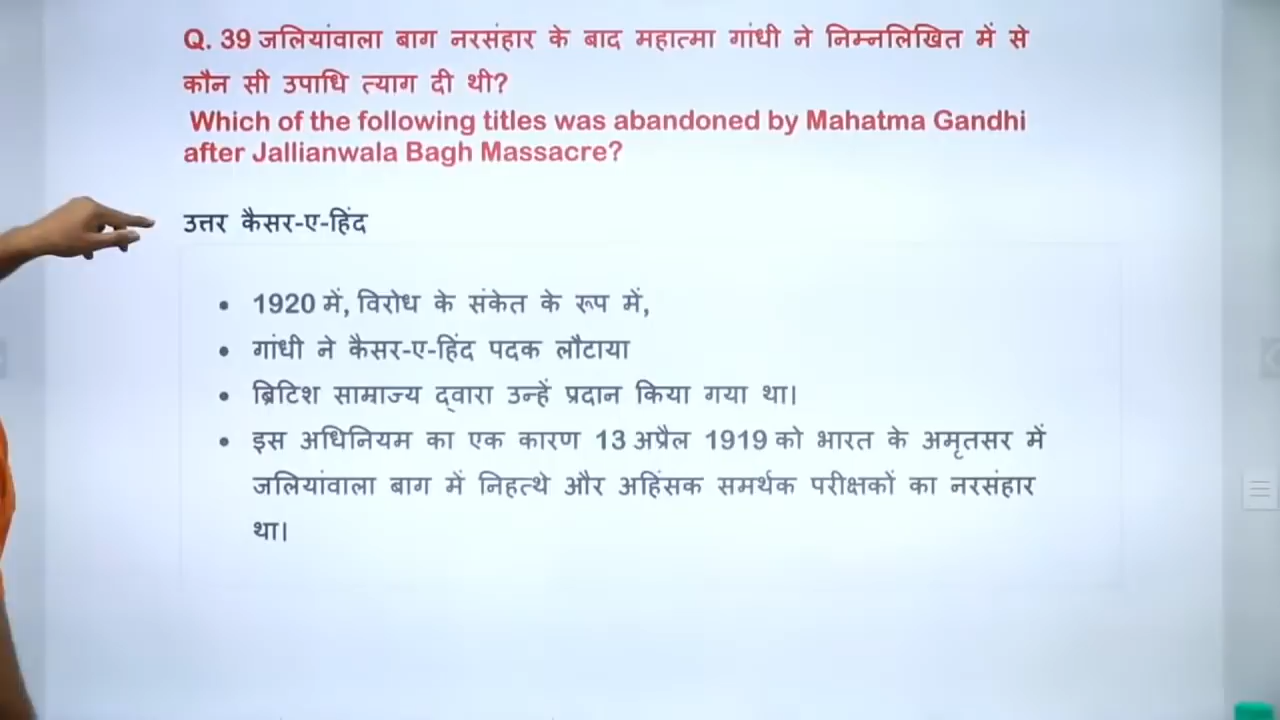 Q. 39 जलियांवाला बाग नरसंहार के बाद महात्मा गांधी ने निम्नलिखित में से
कौन सी उपाधि त्याग दी थी?
Which of the following titles was abandoned by Mahatma Gandhi
after Jallianwala Bagh Massacre?
उत्तर कैसर-ए-हिंद
• 1920 में, विरोध के संकेत के रूप में,
• गांधी ने कैसर-ए-हिंद पदक लौटाया
• ब्रिटिश साम्राज्य द्वारा उन्हें प्रदान किया गया था।
• इस अधिनियम का एक कारण 13 अप्रैल 1919 को भारत के अमृतसर में
जलियांवाला बाग में निहत्थे और अहिंसक समर्थक परीक्षकों का नरसंहार
था।